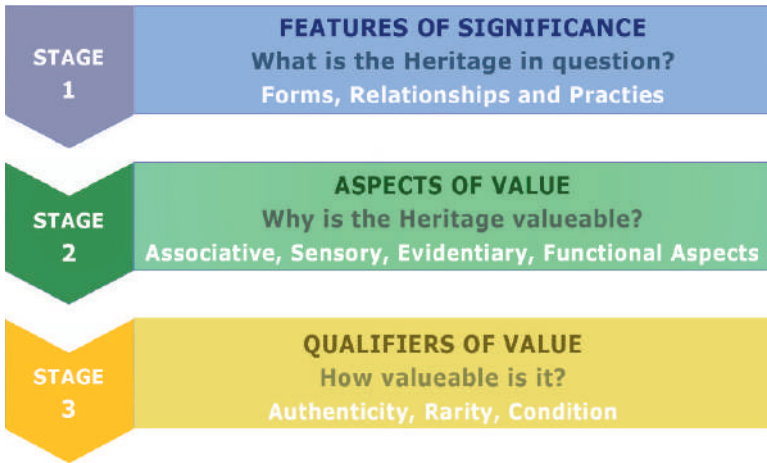 STAGE
1
FEATURES OF SIGNIFICANCE
What is the Heritage in question?
Forms, Relationships and Practies
STAGE
2
ASPECTS OF VALUE
Why is the Heritage valueable?
Associative, Sensory, Evidentiary, Functional Aspects
STAGE
3
QUALIFIERS OF VALUE
How valueable is it?
Authenticity, Rarity, Condition